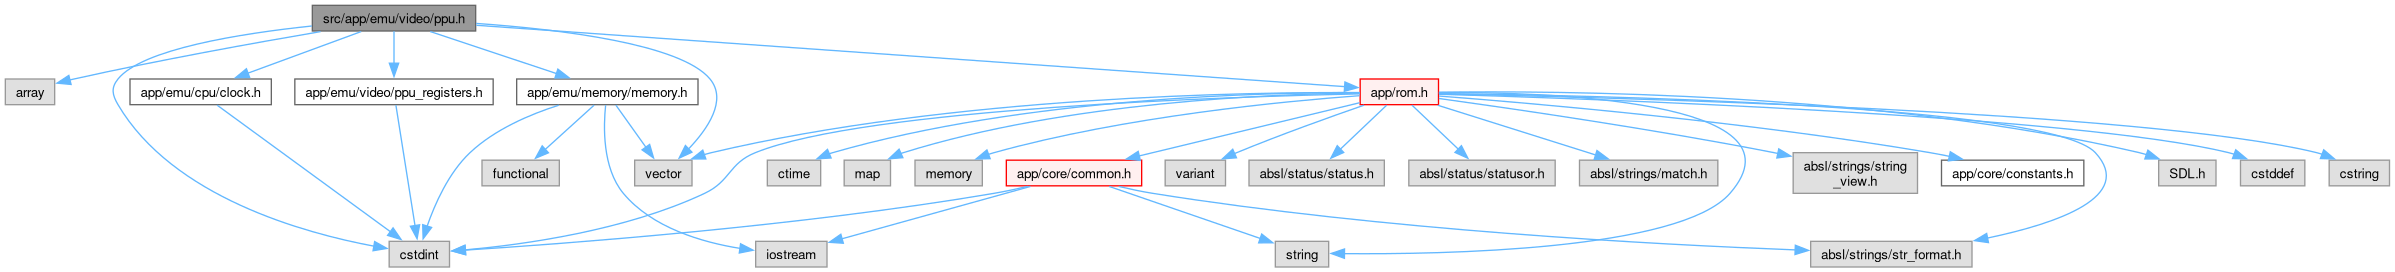 src/app/emu/video/ppu.h
array
app/emu/cpu/clock.h
app/emu/video/ppu_registers.h
app/emu/memory/memory.h
app/rom.h
functional
vector
ctime
map
memory
app/core/common.h
variant
absl/status/status.h
absl/status/statusor.h
absl/strings/match.h
absl/strings/string
_view.h
app/core/constants.h
SDL.h
cstddef
cstring
cstdint
iostream
string
absl/strings/str_format.h